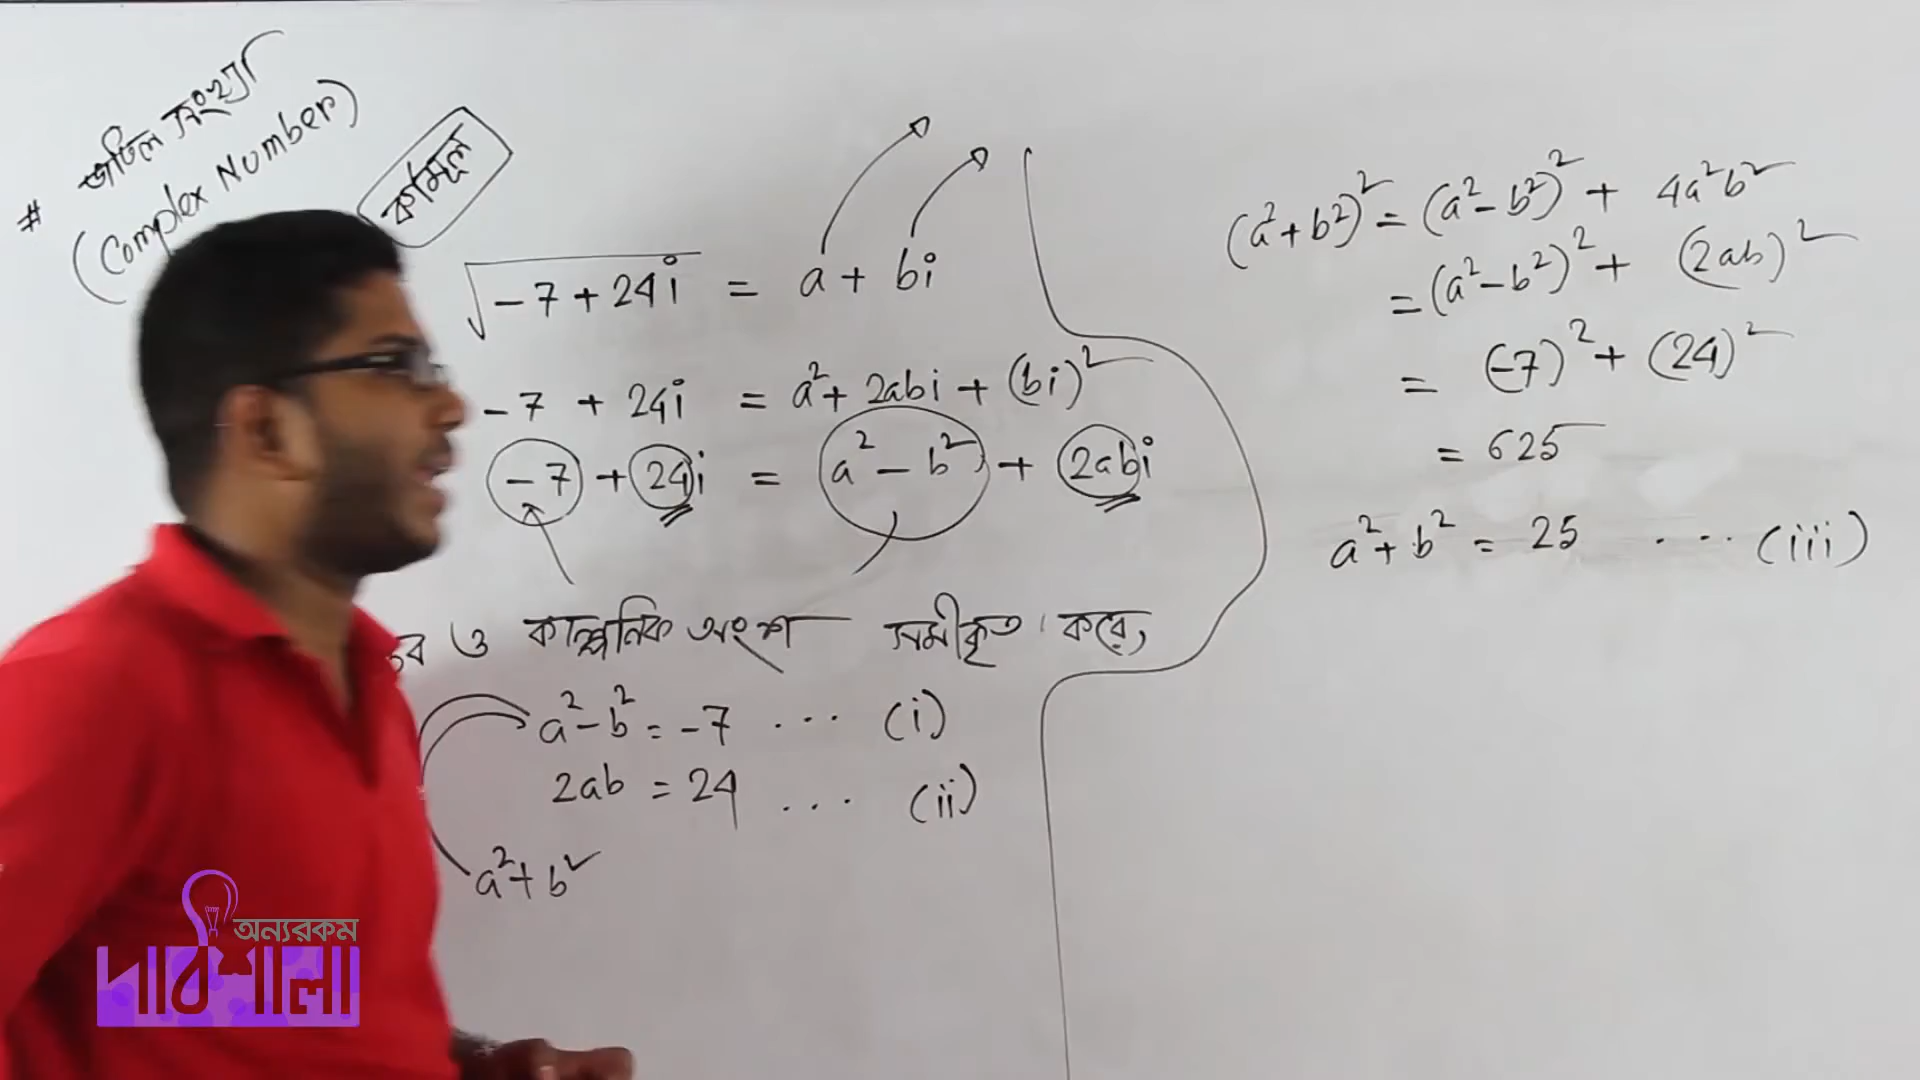 # জটিল সংখ্যা
(Complex Number)
√-7 + 24i = a + bi
-7 + 24i = a² + 2abi + (bi)²
-7 + 24i = a² - b² + 2abi
ও কাল্পনিক অংশ সমীকৃত করে,
a² - b² = -7 ... (i)
2ab = 24 ... (ii)
a² + b²
(a² + b²)² = (a² - b²)² + 4a²b²
= (a² - b²)² + (2ab)²
= (-7)² + (24)²
= 625
a² + b² = 25 ... (iii)
অন্যরকম
পাঠশালা